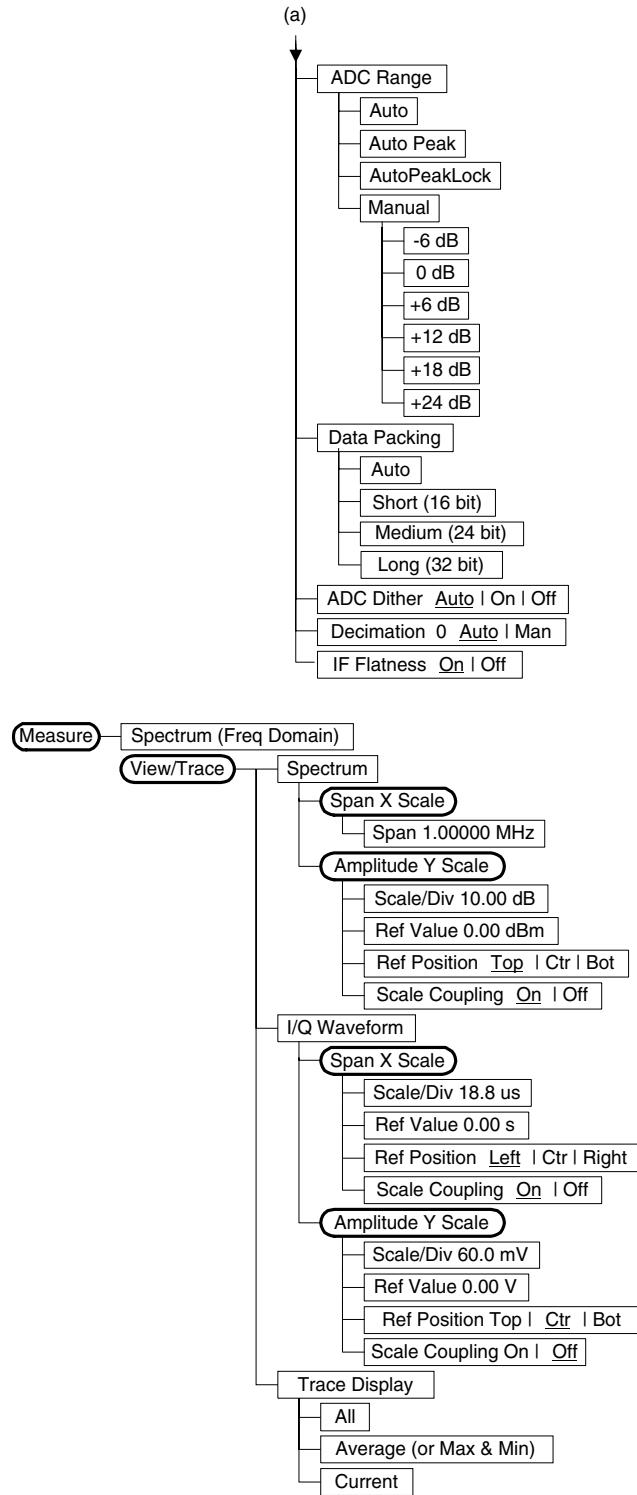 (a)
ADC Range
Auto
Auto Peak
AutoPeakLock
Manual
-6 dB
0 dB
+6 dB
+12 dB
+18 dB
+24 dB
Data Packing
Auto
Short (16 bit)
Medium (24 bit)
Long (32 bit)
ADC Dither Auto | On | Off
Decimation 0 Auto | Man
IF Flatness On | Off
Measure Spectrum (Freq Domain)
View/Trace Spectrum
Span X Scale
Span 1.00000 MHz
Amplitude Y Scale
Scale/Div 10.00 dB
Ref Value 0.00 dBm
Ref Position Top | Ctr | Bot
Scale Coupling On | Off
I/Q Waveform
Span X Scale
Scale/Div 18.8 us
Ref Value 0.00 s
Ref Position Left | Ctr | Right
Scale Coupling On | Off
Amplitude Y Scale
Scale/Div 60.0 mV
Ref Value 0.00 V
Ref Position Top | Ctr | Bot
Scale Coupling On | Off
Trace Display
All
Average (or Max & Min)
Current